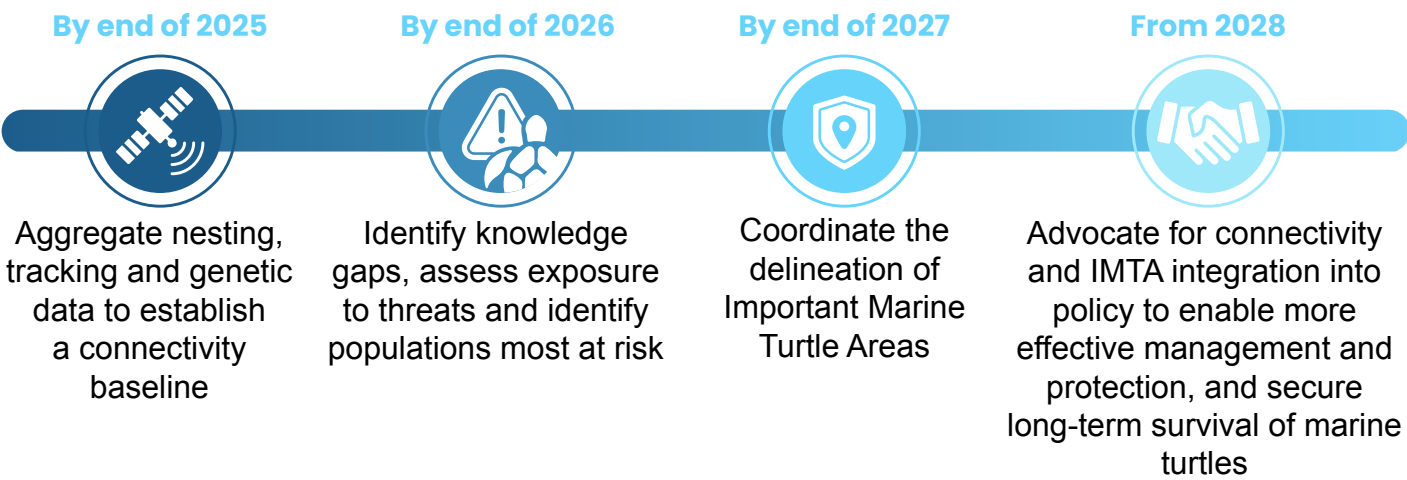 By end of 2025
Aggregate nesting,
tracking and genetic
data to establish
a connectivity
baseline
By end of 2026
Identify knowledge
gaps, assess exposure
to threats and identify
populations most at risk
By end of 2027
Coordinate the
delineation of
Important Marine
Turtle Areas
From 2028
Advocate for connectivity
and IMTA integration into
policy to enable more
effective management and
protection, and secure
long-term survival of marine
turtles